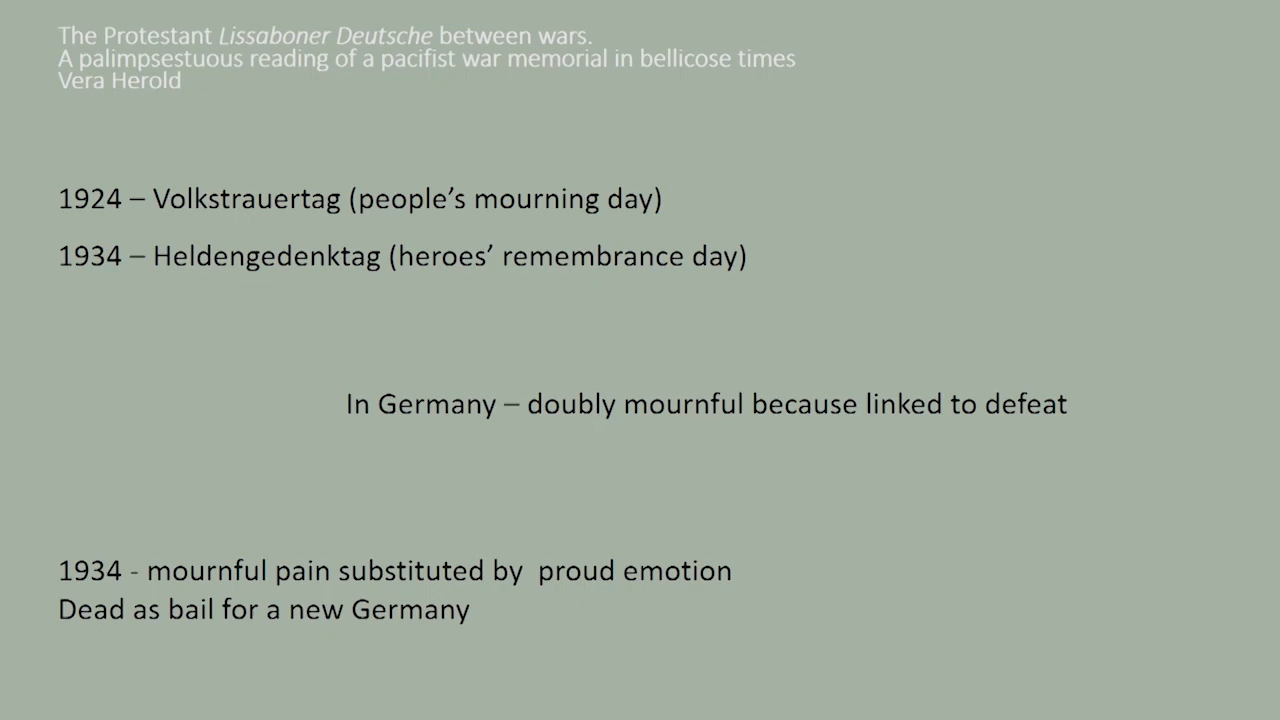 The Protestant Lissaboner Deutsche between wars.
A palimpsestuous reading of a pacifist war memorial in bellicose times
Vera Herold
1924 – Volkstrauertag (people’s mourning day)
1934 – Heldengedenktag (heroes’ remembrance day)
In Germany – doubly mournful because linked to defeat
1934 - mournful pain substituted by  proud emotion
Dead as bail for a new Germany